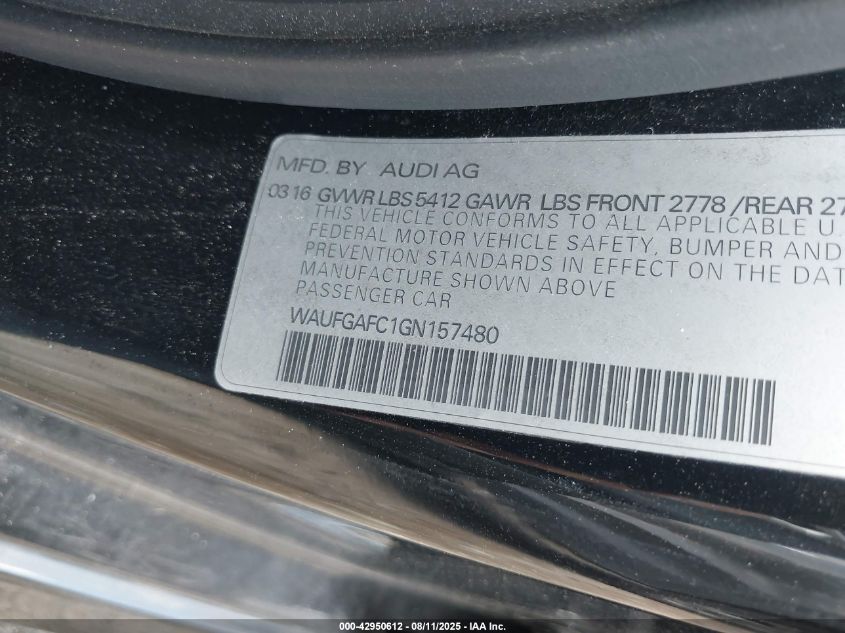 MFD. BY AUDI AG
03 16 GVWR LBS 5412 GAWR LBS FRONT 2778 /REAR 27
THIS VEHICLE CONFORMS TO ALL APPLICABLE U.
FEDERAL MOTOR VEHICLE SAFETY, BUMPER AND
PREVENTION STANDARDS IN EFFECT ON THE DAT
MANUFACTURE SHOWN ABOVE
PASSENGER CAR
WAUFGAFC1GN157480
000-42950612 - 08/11/2025 - IAA Inc.